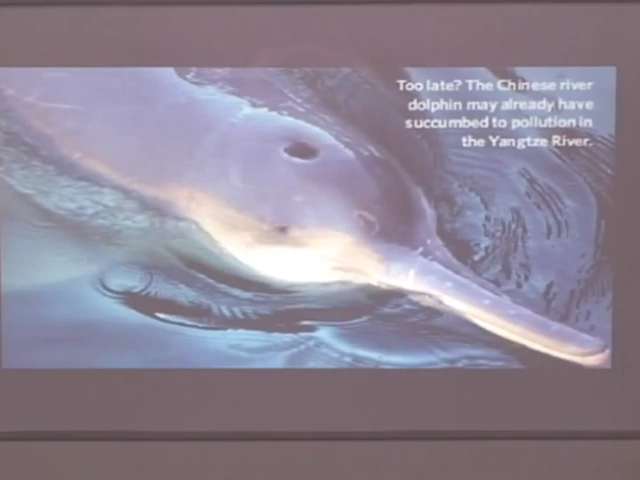 Too late? The Chinese river
dolphin may already have
succumbed to pollution in
the Yangtze River.